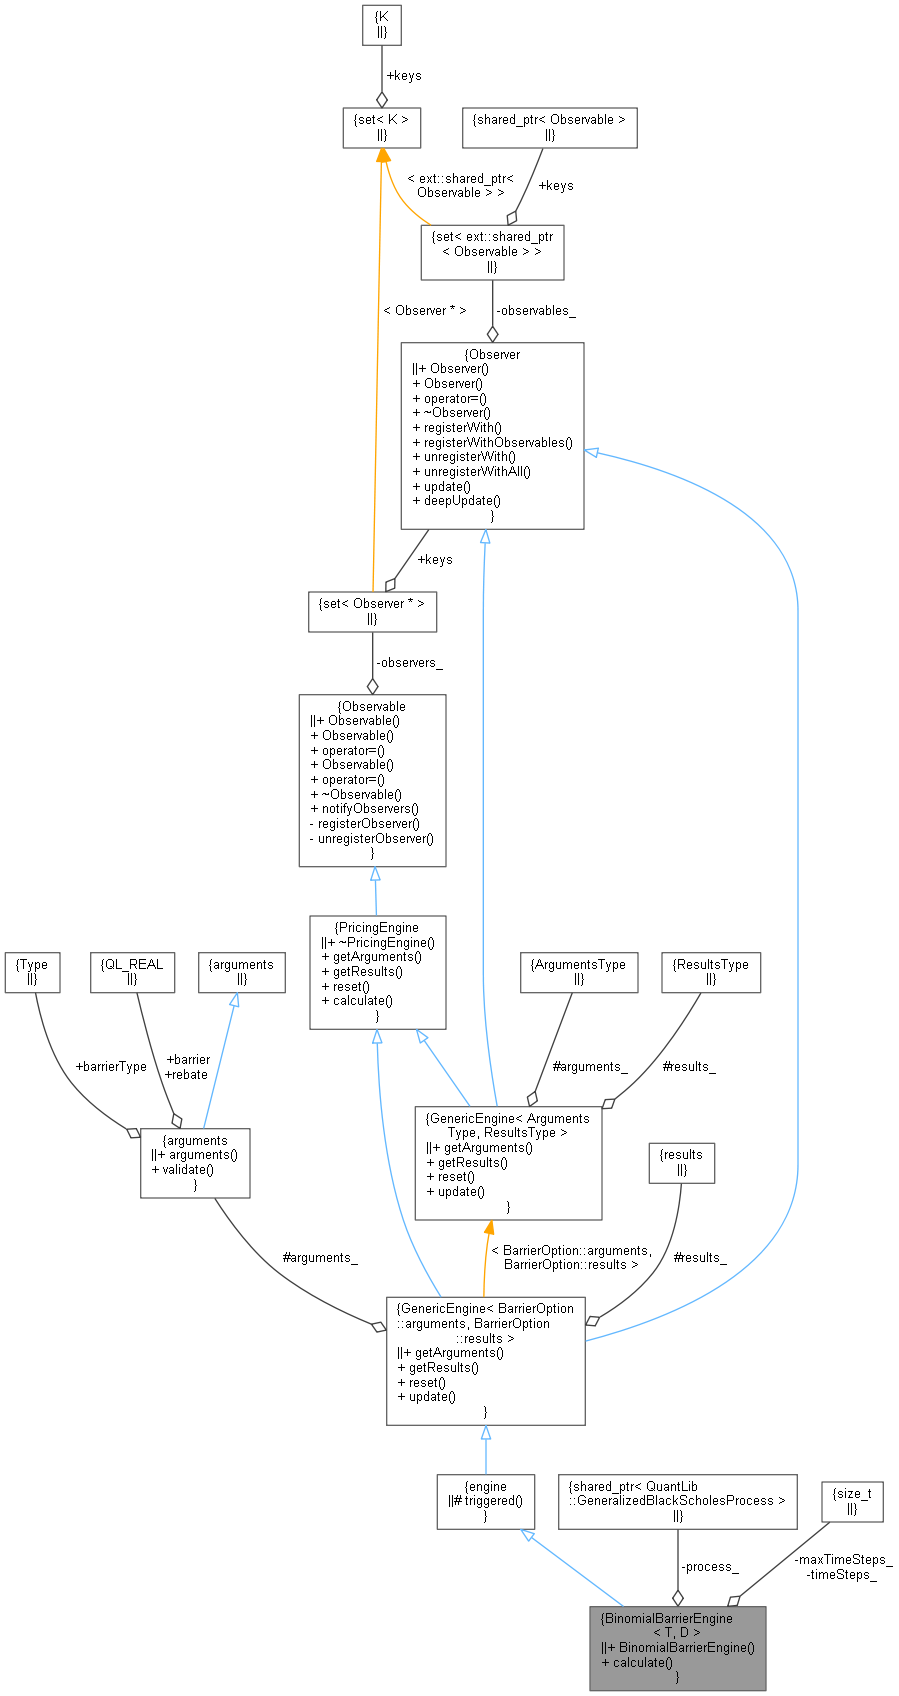 {K
||}
+keys
{set< K >
||}
{shared_ptr< Observable >
||}
< ext::shared_ptr<
Observable > >
+keys
{set< ext::shared_ptr
< Observable > >
||}
< Observer * >
-observables_
{Observer
||+ Observer()
+ Observer()
+ operator=()
+ ~Observer()
+ registerWith()
+ registerWithObservables()
+ unregisterWith()
+ unregisterWithAll()
+ update()
+ deepUpdate()
}
+keys
{set< Observer * >
||}
-observers_
{Observable
||+ Observable()
+ Observable()
+ operator=()
+ Observable()
+ operator=()
+ ~Observable()
+ notifyObservers()
- registerObserver()
- unregisterObserver()
}
{PricingEngine
||+ ~PricingEngine()
+ getArguments()
+ getResults()
+ reset()
+ calculate()
}
{Type
||}
{QL_REAL
||}
{arguments
||}
{ArgumentsType
||}
{ResultsType
||}
+barrierType
+barrier
+rebate
#arguments_
#results_
{arguments
||+ arguments()
+ validate()
}
{GenericEngine< Arguments
Type, ResultsType >
||+ getArguments()
+ getResults()
+ reset()
+ update()
}
{results
||}
#arguments_
< BarrierOption::arguments,
BarrierOption::results >
#results_
{GenericEngine< BarrierOption
::arguments, BarrierOption
::results >
||+ getArguments()
+ getResults()
+ reset()
+ update()
}
{engine
||# triggered()
}
{shared_ptr< QuantLib
::GeneralizedBlackScholesProcess >
||}
{size_t
||}
-process_
-maxTimeSteps_
-timeSteps_
{BinomialBarrierEngine
< T, D >
||+ BinomialBarrierEngine()
+ calculate()
}